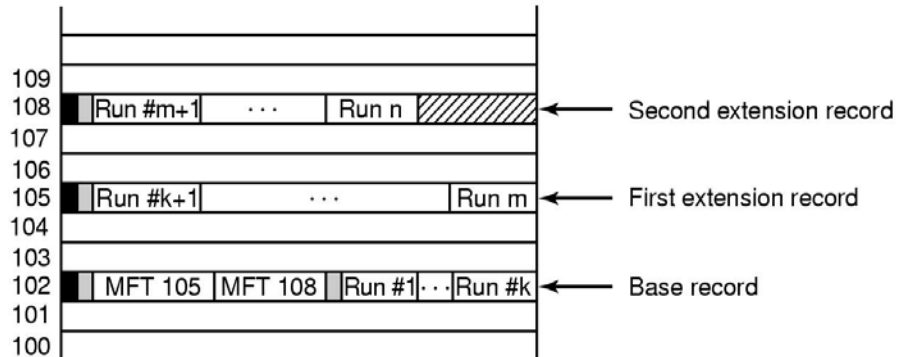 109
108 Run #m+1 ··· Run n Second extension record
107
106
105 Run #k+1 ··· Run m First extension record
104
103
102 MFT 105 MFT 108 Run #1 ··· Run #k Base record
101
100